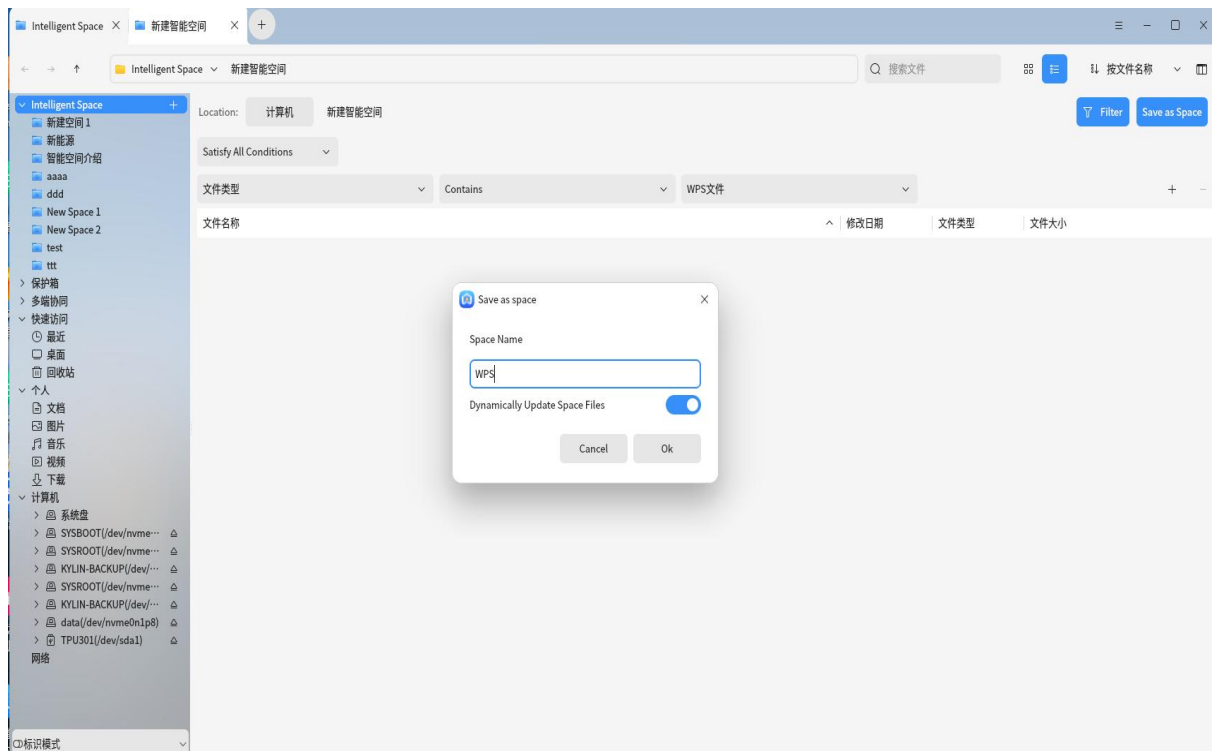 Intelligent Space 新建智能空间
Intelligent Space 新建智能空间 搜索文件 按文件名称
Intelligent Space
新建空间 1
新能源
智能空间介绍
aaaa
ddd
New Space 1
New Space 2
test
ttt
保护箱
多端协同
快速访问
最近
桌面
回收站
个人
文档
图片
音乐
视频
下载
计算机
系统盘
SYSBOOT(/dev/nvme···
SYSROOT(/dev/nvme···
KYLIN-BACKUP(/dev/···
SYSROOT(/dev/nvme···
KYLIN-BACKUP(/dev/···
data(/dev/nvme0n1p8)
TPU301(/dev/sda1)
网络
标识模式
Location: 计算机 新建智能空间 Filter Save as Space
Satisfy All Conditions
文件类型 Contains WPS文件
文件名称 修改日期 文件类型 文件大小
Save as space
Space Name
WPS
Dynamically Update Space Files
Cancel Ok